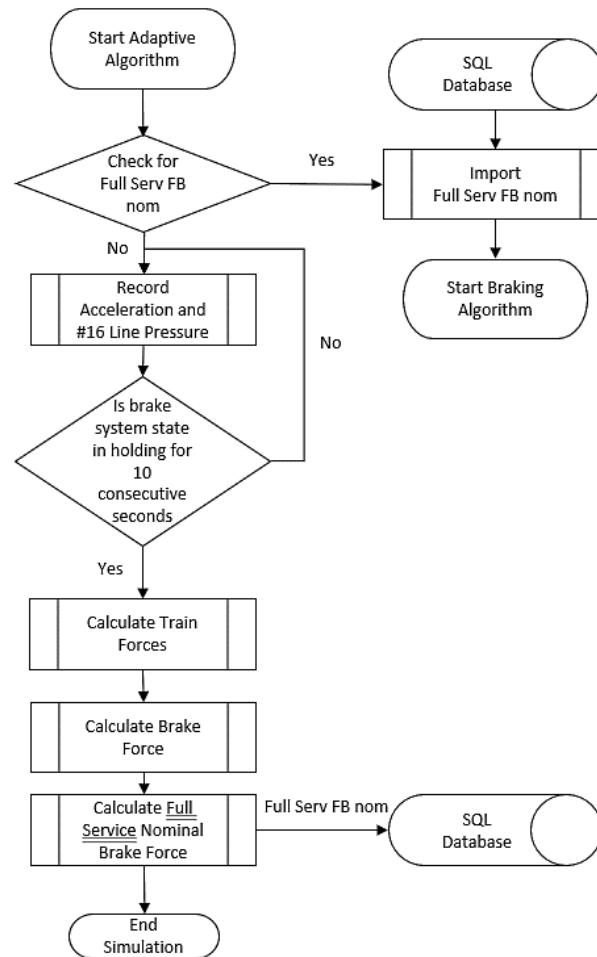 Start Adaptive
Algorithm
SQL
Database
Check for
Full Serv FB
nom
Yes
Import
Full Serv FB nom
No
Start Braking
Algorithm
Record
Acceleration and
#16 Line Pressure
No
Is brake
system state
in holding for
10
consecutive
seconds
Yes
Calculate Train
Forces
Calculate Brake
Force
Calculate Full
Service Nominal
Brake Force
Full Serv FB nom
SQL
Database
End
Simulation